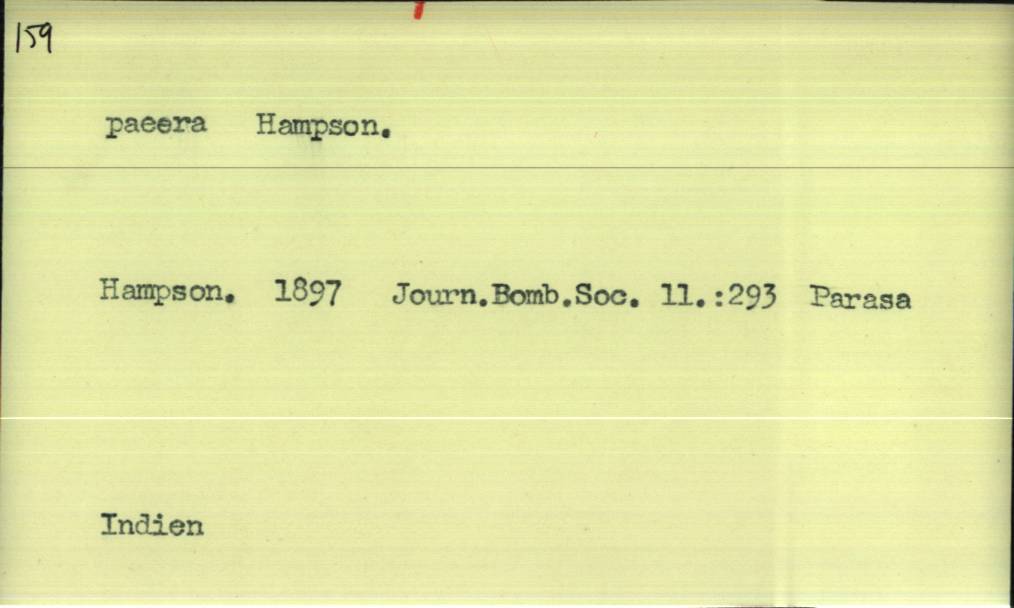 159
paeera Hampson.
Hampson. 1897 Journ.Bomb.Soc. 11.:293 Parasa
Indien